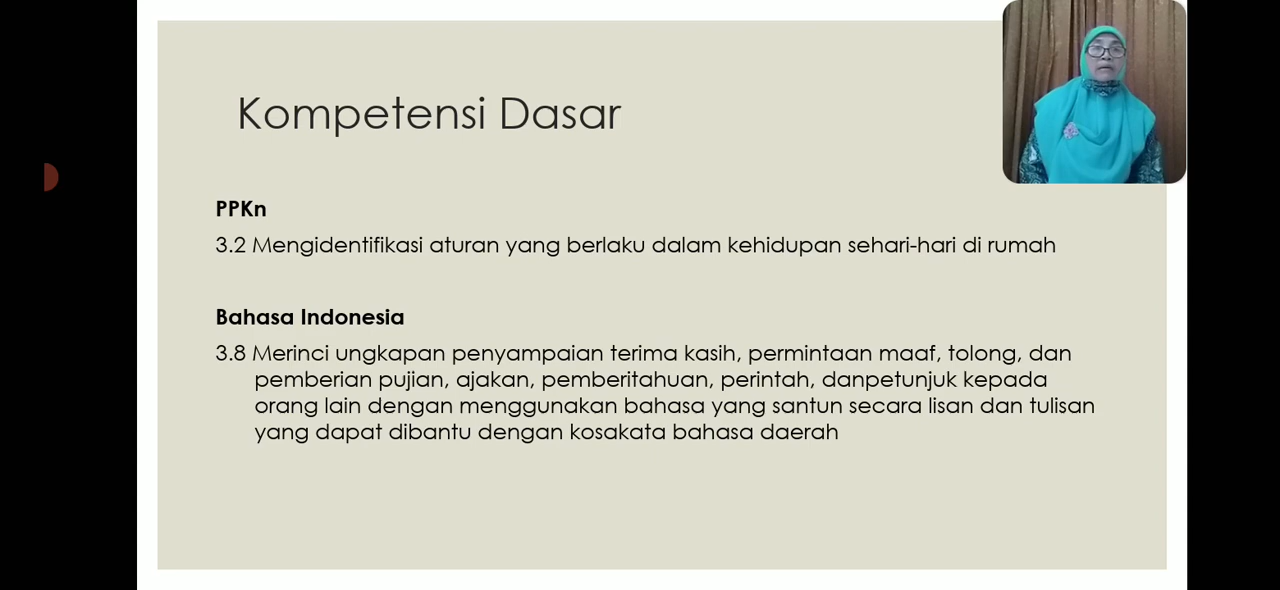 Kompetensi Dasar
PPKn
3.2 Mengidentifikasi aturan yang berlaku dalam kehidupan sehari-hari di rumah
Bahasa Indonesia
3.8 Merinci ungkapan penyampaian terima kasih, permintaan maaf, tolong, dan
pemberian pujian, ajakan, pemberitahuan, perintah, danpetunjuk kepada
orang lain dengan menggunakan bahasa yang santun secara lisan dan tulisan
yang dapat dibantu dengan kosakata bahasa daerah